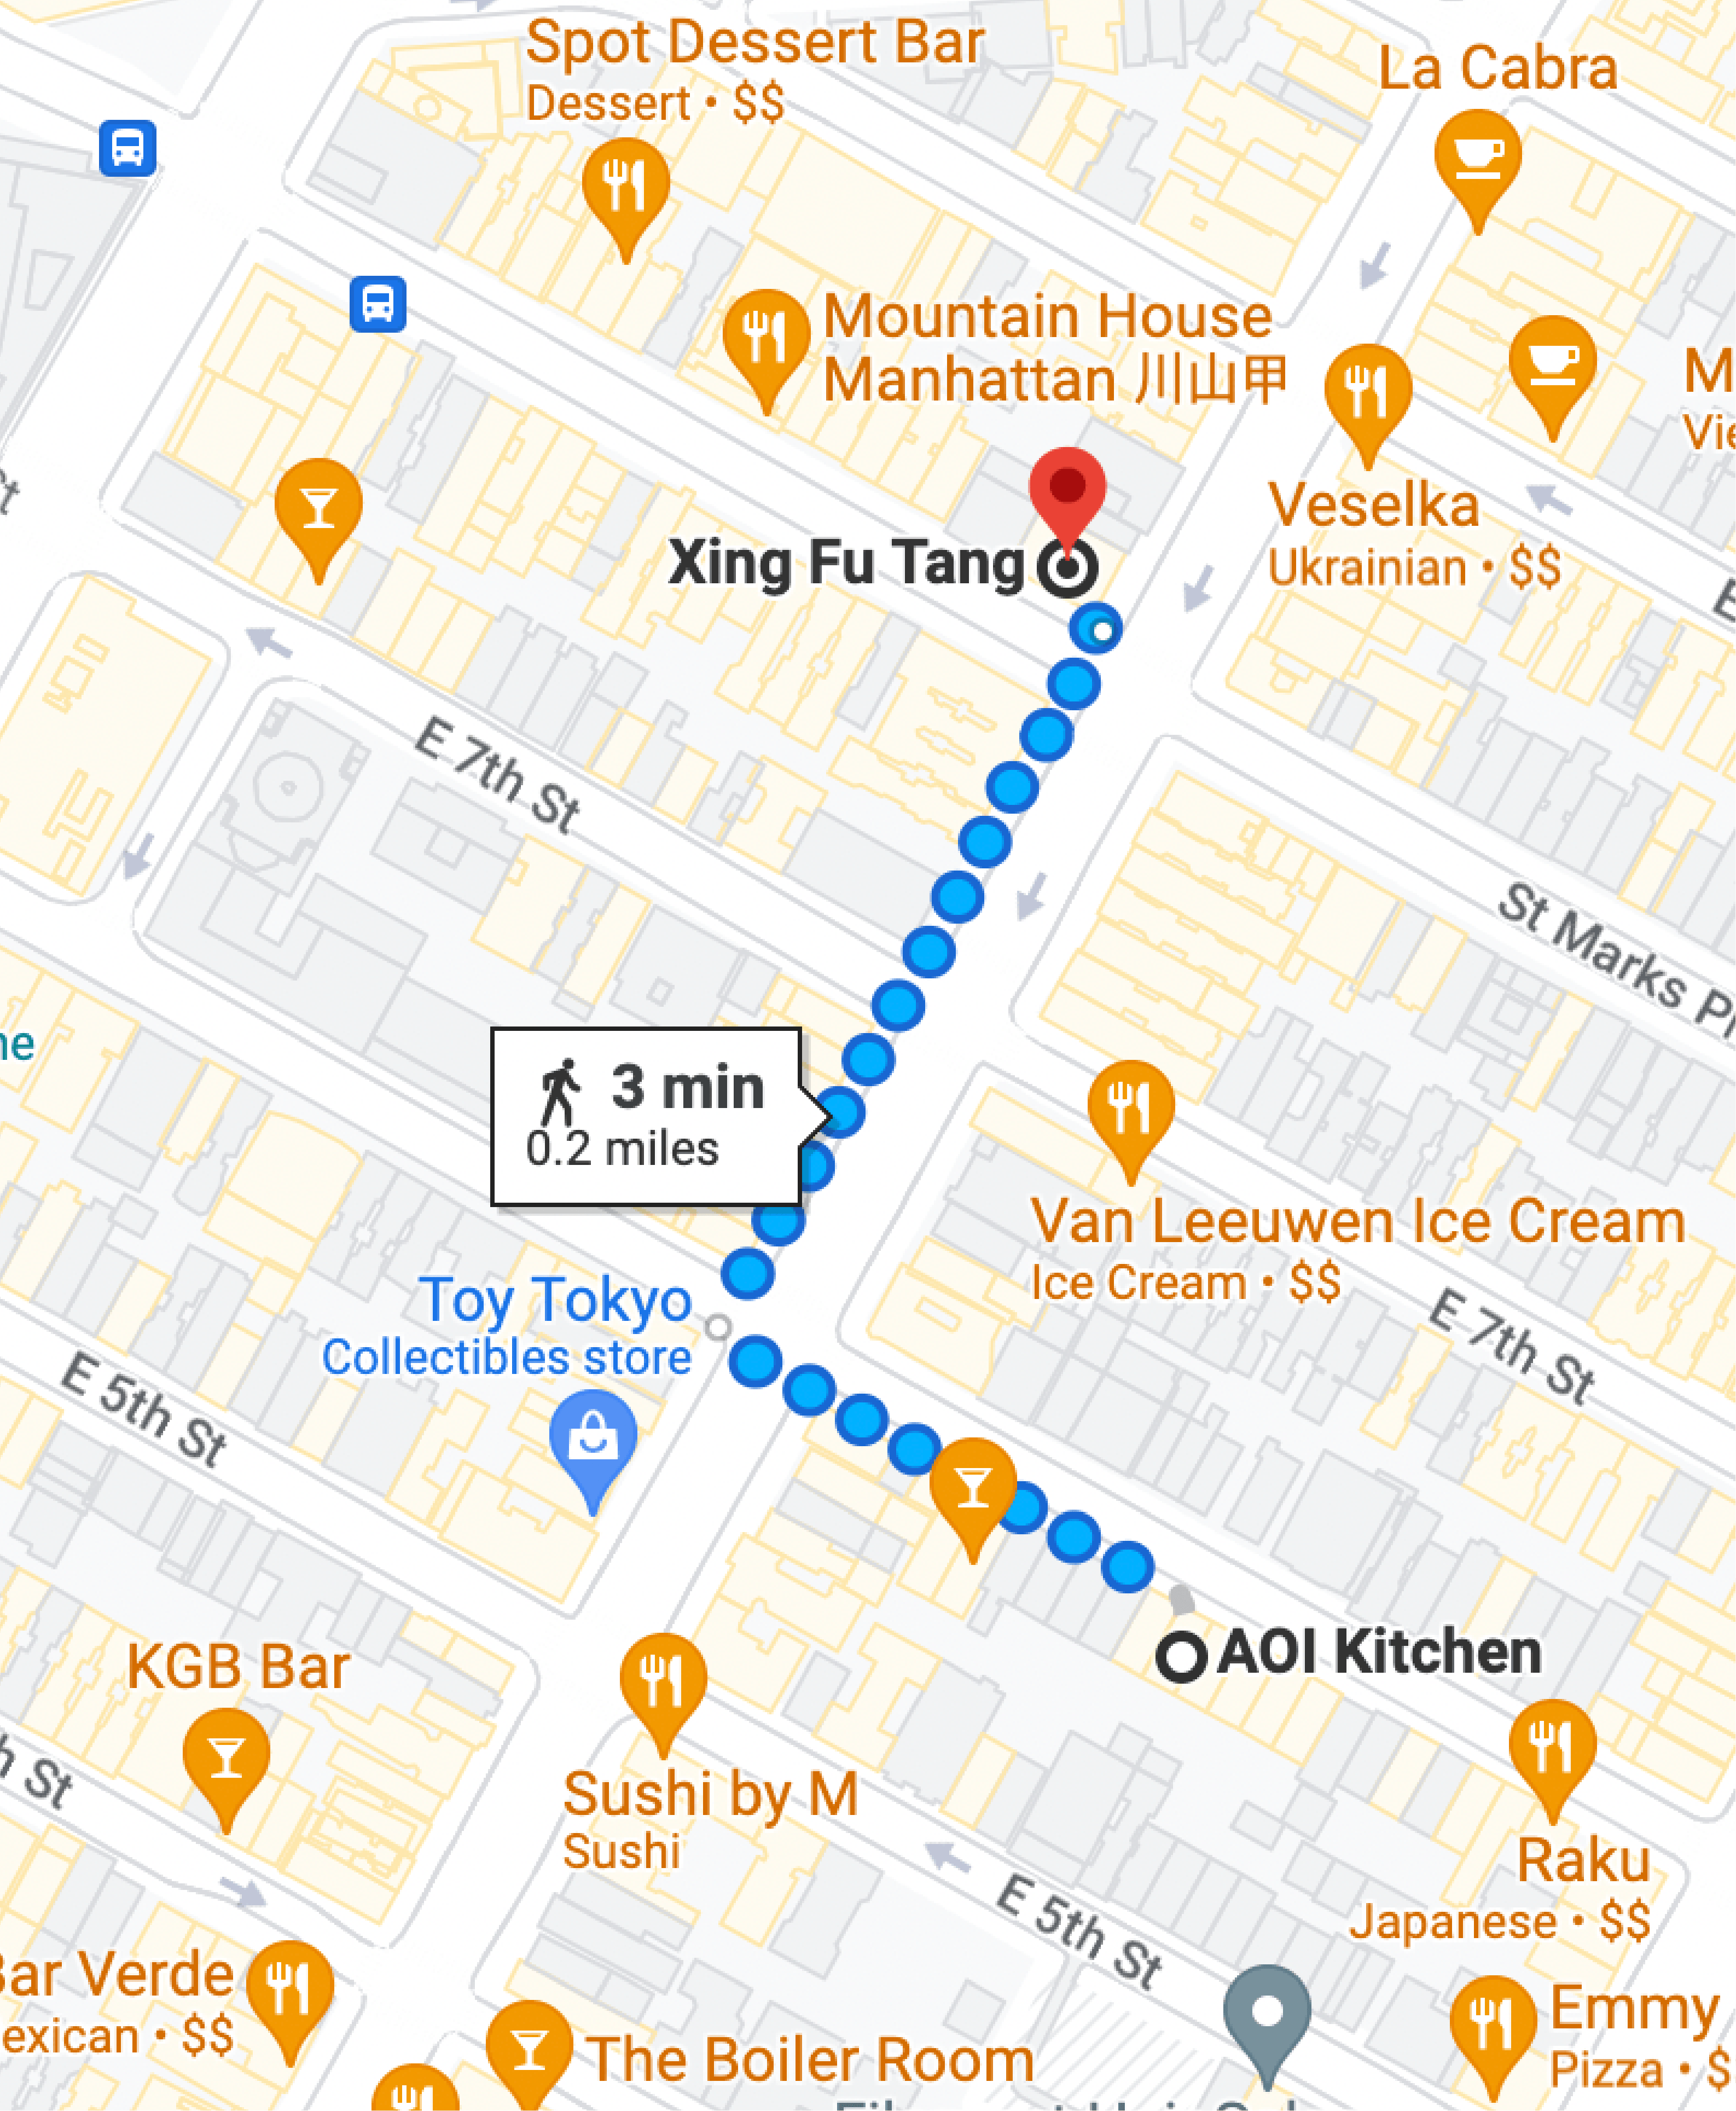 Spot Dessert Bar
Dessert • $$
La Cabra
Mountain House
Manhattan 川山甲
Veselka
Ukrainian • $$
Xing Fu Tang
E 7th St
St Marks Pl
3 min
0.2 miles
Van Leeuwen Ice Cream
Ice Cream • $$
E 7th St
Toy Tokyo
Collectibles store
E 5th St
AOI Kitchen
KGB Bar
St
Sushi by M
Sushi
Raku
Japanese • $$
E 5th St
Bar Verde
exican • $$
Emmy
Pizza • $
The Boiler Room